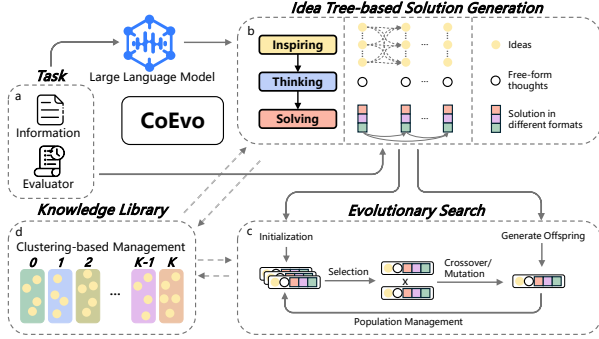 Idea Tree-based Solution Generation
b
Inspiring
Thinking
Solving
...
...
...
Ideas
Free-form
thoughts
Solution in
different formats
Large Language Model
Task
a
Information
Evaluator
CoEvo
Knowledge Library
d
Clustering-based Management
0 1 2 ... K-1 K
Evolutionary Search
c
Initialization
Selection
X
Crossover/
Mutation
Generate Offspring
Population Management